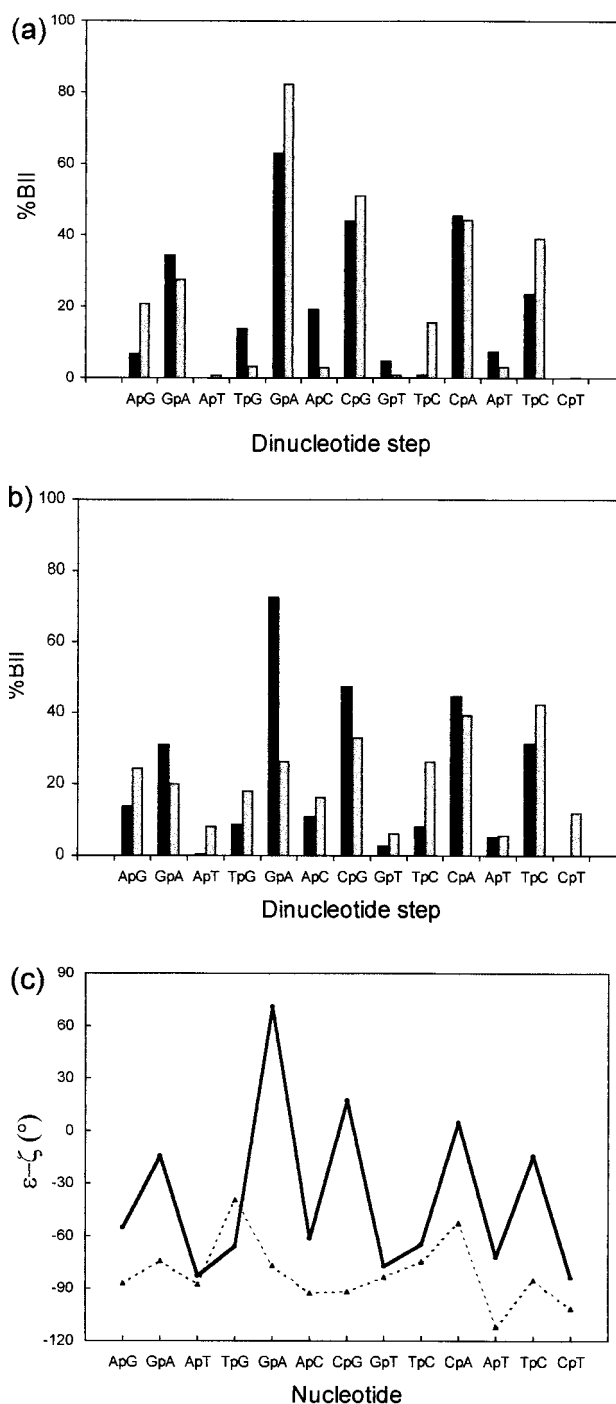 (a)
100
80
60
40
20
0
%BII
ApG GpA ApT TpG GpA ApC CpG GpT TpC CpA ApT TpC CpT
Dinucleotide step
b)
100
80
60
40
20
0
%BII
ApG GpA ApT TpG GpA ApC CpG GpT TpC CpA ApT TpC CpT
Dinucleotide step
(c)
90
60
30
0
-30
-60
-90
-120
ε-ζ (°)
ApG GpA ApT TpG GpA ApC CpG GpT TpC CpA ApT TpC CpT
Nucleotide